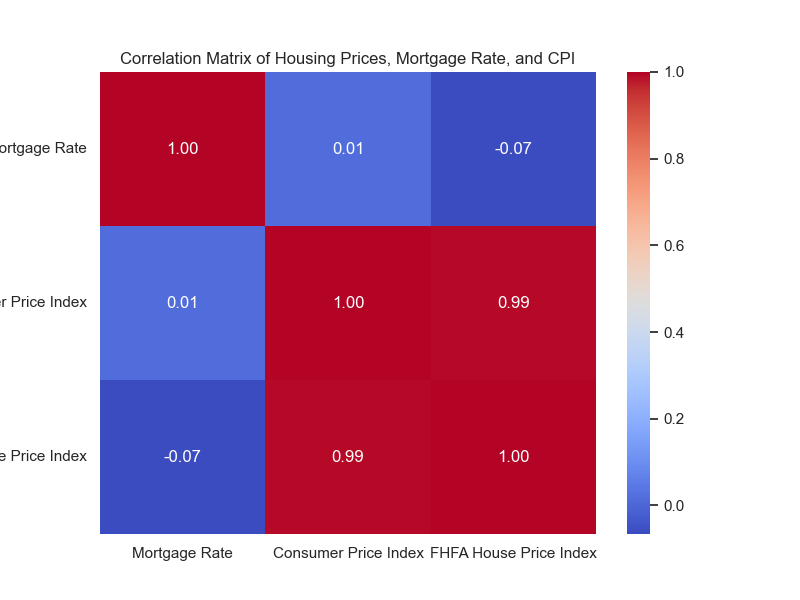 Correlation Matrix of Housing Prices, Mortgage Rate, and CPI
ortgage Rate 1.00 0.01 -0.07
r Price Index 0.01 1.00 0.99
e Price Index -0.07 0.99 1.00
Mortgage Rate Consumer Price Index FHFA House Price Index
1.0
0.8
0.6
0.4
0.2
0.0